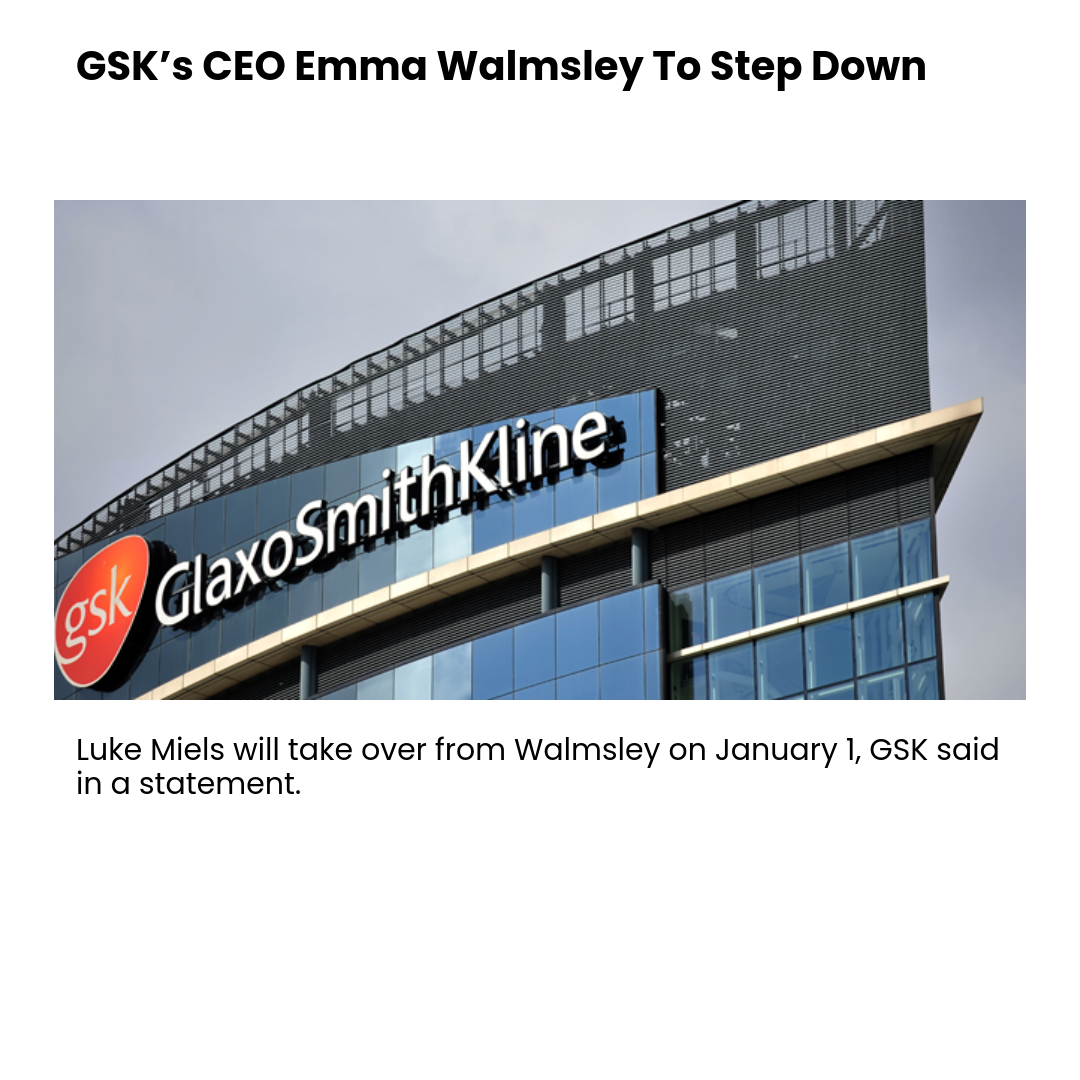 GSK’s CEO Emma Walmsley To Step Down
GlaxoSmithKline
gsk
Luke Miels will take over from Walmsley on January 1, GSK said
in a statement.